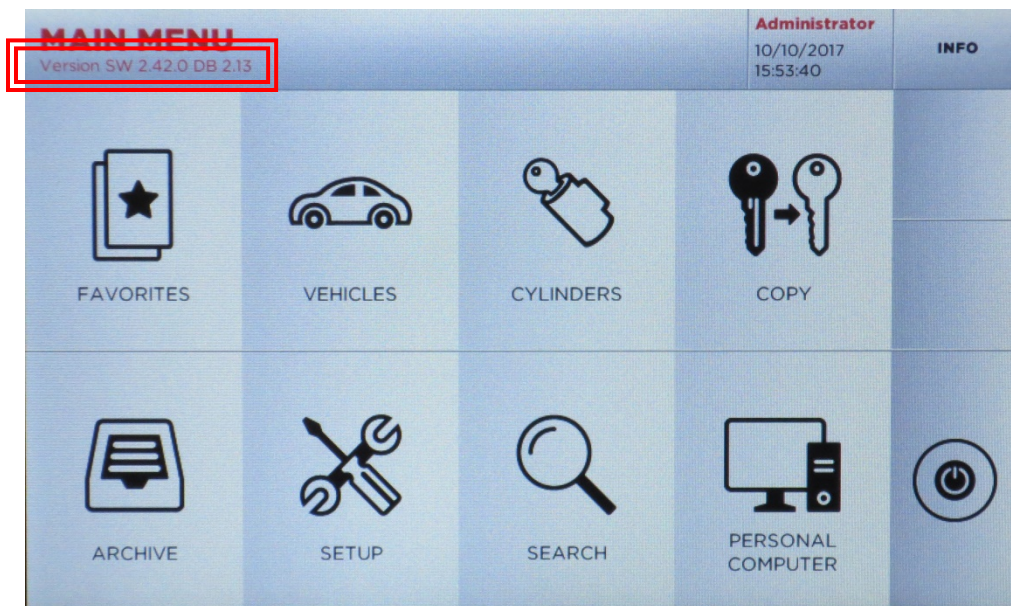 MAIN MENU
Version SW 2.42.0 DB 2.13
Administrator
10/10/2017
15:53:40
INFO
FAVORITES
VEHICLES
CYLINDERS
COPY
ARCHIVE
SETUP
SEARCH
PERSONAL
COMPUTER